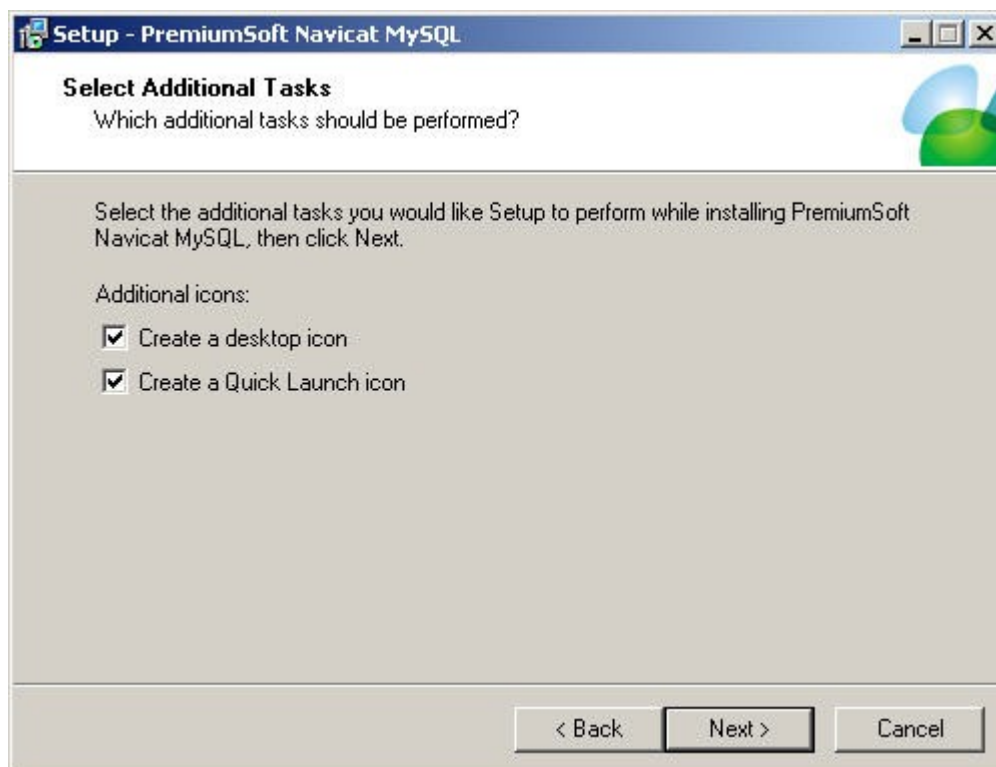 Setup - PremiumSoft Navicat MySQL
Select Additional Tasks
Which additional tasks should be performed?
Select the additional tasks you would like Setup to perform while installing PremiumSoft
Navicat MySQL, then click Next.
Additional icons:
Create a desktop icon
Create a Quick Launch icon
< Back
Next >
Cancel